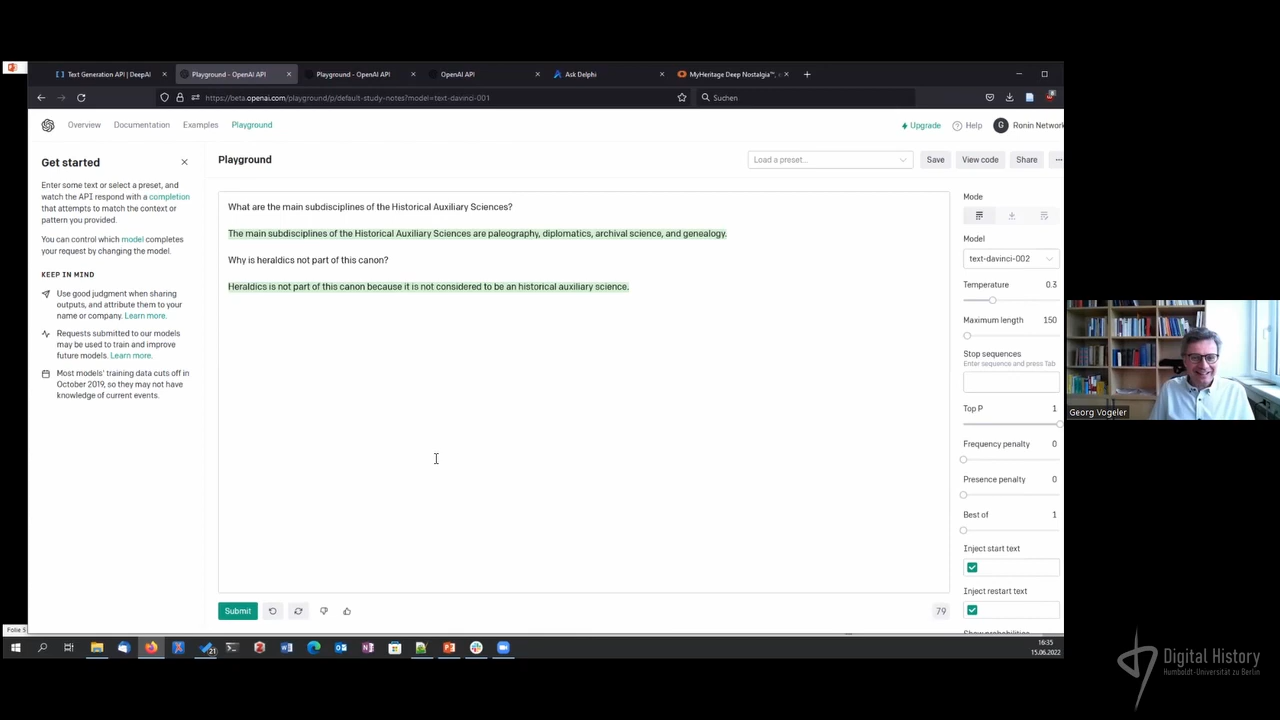 Text Generation API | DeepAI
Playground - OpenAI API
Playground - OpenAI API
OpenAI API
Ask Delphi
MyHeritage Deep Nostalgia™,
https://beta.openai.com/playground/p/default-study-notes?model=text-davinci-001
Suchen
Overview
Documentation
Examples
Playground
Upgrade
Help
G
Ronin Network
Get started
Playground
Load a preset...
Save
View code
Share
Enter some text or select a preset, and
watch the API respond with a completion
that attempts to match the context or
pattern you provided.
You can control which model completes
your request by changing the model.
KEEP IN MIND
Use good judgment when sharing
outputs, and attribute them to your
name or company. Learn more.
Requests submitted to our models
may be used to train and improve
future models. Learn more.
Most models' training data cuts off in
October 2019, so they may not have
knowledge of current events.
What are the main subdisciplines of the Historical Auxiliary Sciences?
The main subdisciplines of the Historical Auxiliary Sciences are paleography, diplomatics, archival science, and genealogy.
Why is heraldics not part of this canon?
Heraldics is not part of this canon because it is not considered to be an historical auxiliary science.
Submit
79
Mode
Model
text-davinci-002
Temperature 0.3
Maximum length 150
Stop sequences
Enter sequence and press Tab
Top P 1
Frequency penalty 0
Presence penalty 0
Best of 1
Inject start text
Inject restart text
Show probabilities
Georg Vogeler
Folie 5
21
16:35
15.06.2022
Digital History
Humboldt-Universität zu Berlin